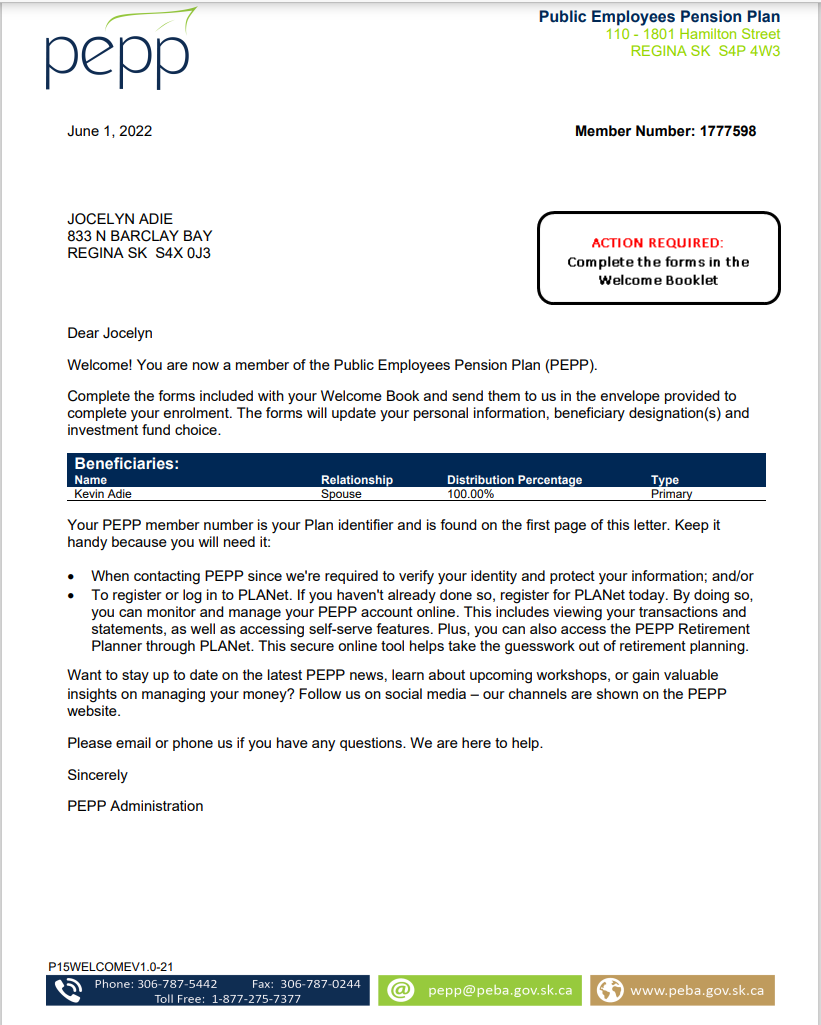 pepp
Public Employees Pension Plan
110 - 1801 Hamilton Street
REGINA SK  S4P 4W3
June 1, 2022
Member Number: 1777598
JOCELYN ADIE
833 N BARCLAY BAY
REGINA SK  S4X 0J3
ACTION REQUIRED:
Complete the forms in the
Welcome Booklet
Dear Jocelyn
Welcome! You are now a member of the Public Employees Pension Plan (PEPP).
Complete the forms included with your Welcome Book and send them to us in the envelope provided to
complete your enrolment. The forms will update your personal information, beneficiary designation(s) and
investment fund choice.
Beneficiaries:
Name Relationship Distribution Percentage Type
Kevin Adie Spouse 100.00% Primary
Your PEPP member number is your Plan identifier and is found on the first page of this letter. Keep it
handy because you will need it:
• When contacting PEPP since we're required to verify your identity and protect your information; and/or
• To register or log in to PLANet. If you haven't already done so, register for PLANet today. By doing so,
you can monitor and manage your PEPP account online. This includes viewing your transactions and
statements, as well as accessing self-serve features. Plus, you can also access the PEPP Retirement
Planner through PLANet. This secure online tool helps take the guesswork out of retirement planning.
Want to stay up to date on the latest PEPP news, learn about upcoming workshops, or gain valuable
insights on managing your money? Follow us on social media – our channels are shown on the PEPP
website.
Please email or phone us if you have any questions. We are here to help.
Sincerely
PEPP Administration
P15WELCOMEV1.0-21
Phone: 306-787-5442 Fax: 306-787-0244
Toll Free: 1-877-275-7377
@ pepp@peba.gov.sk.ca
www.peba.gov.sk.ca